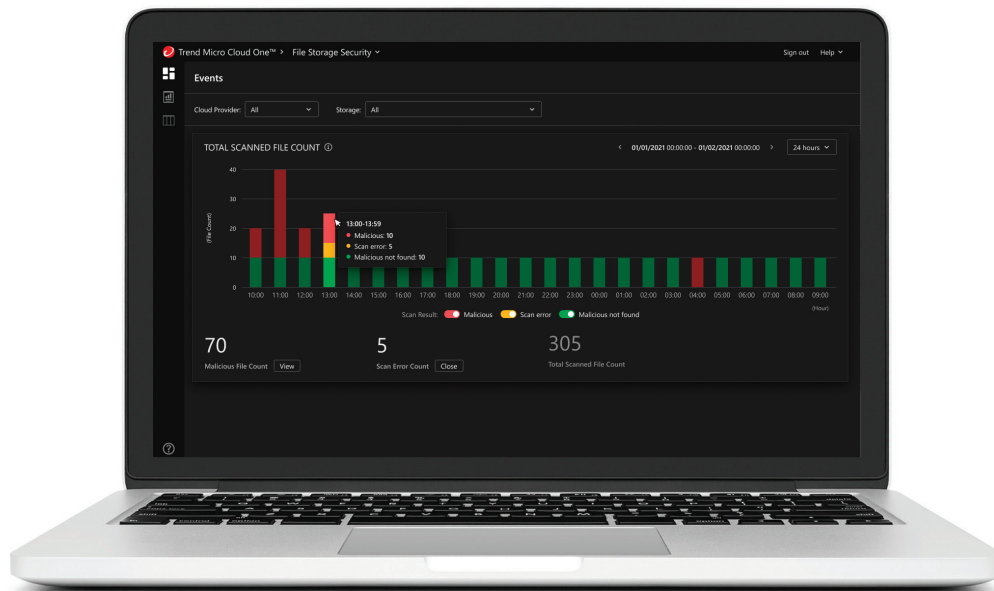 Trend Micro Cloud One™ > File Storage Security
Sign out Help
Events
Cloud Provider: All Storage: All
TOTAL SCANNED FILE COUNT
01/01/2021 00:00:00 - 01/02/2021 00:00:00
24 hours
40
30
20
10
0
(File Count)
13:00-13:59
Malicious: 10
Scan error: 5
Malicious not found: 10
10:00 11:00 12:00 13:00 14:00 15:00 16:00 17:00 18:00 19:00 20:00 21:00 22:00 23:00 00:00 01:00 02:00 03:00 04:00 05:00 06:00 07:00 08:00 09:00
(Hour)
Scan Result: Malicious Scan error Malicious not found
70
Malicious File Count View
5
Scan Error Count Close
305
Total Scanned File Count